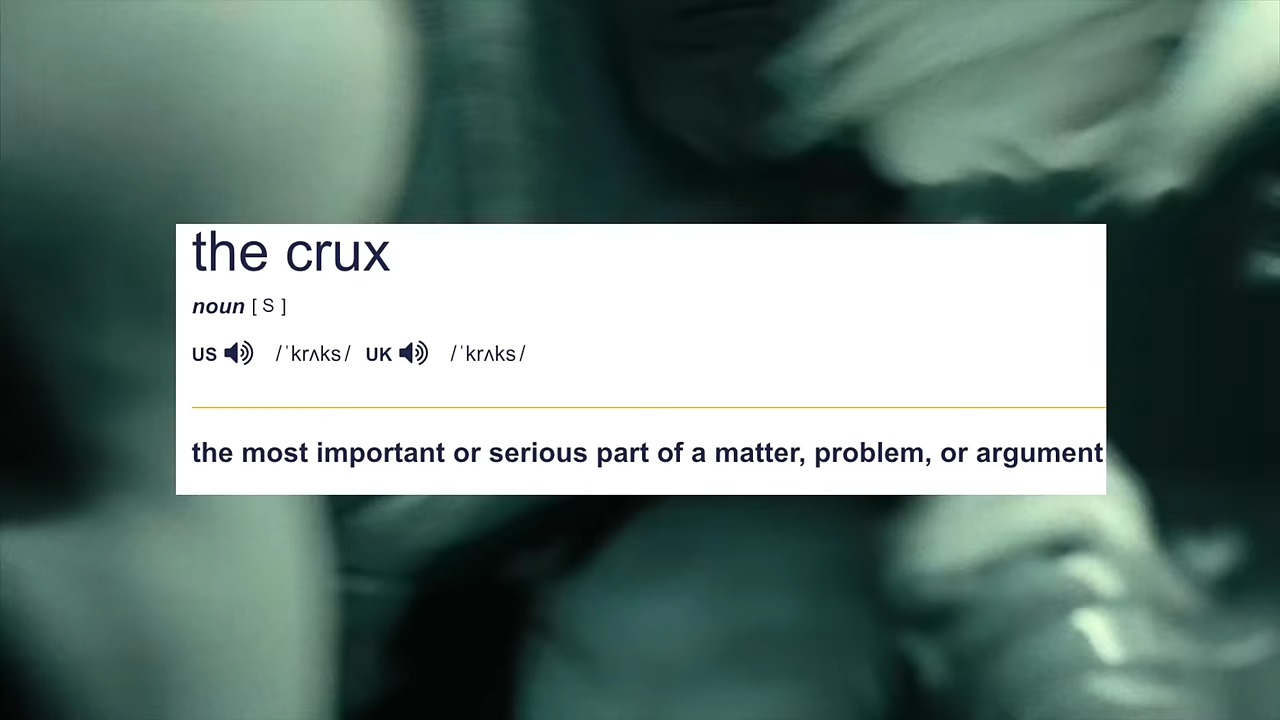 the crux
noun [ S ]
US /ˈkrʌks/ UK /ˈkrʌks/
the most important or serious part of a matter, problem, or argument